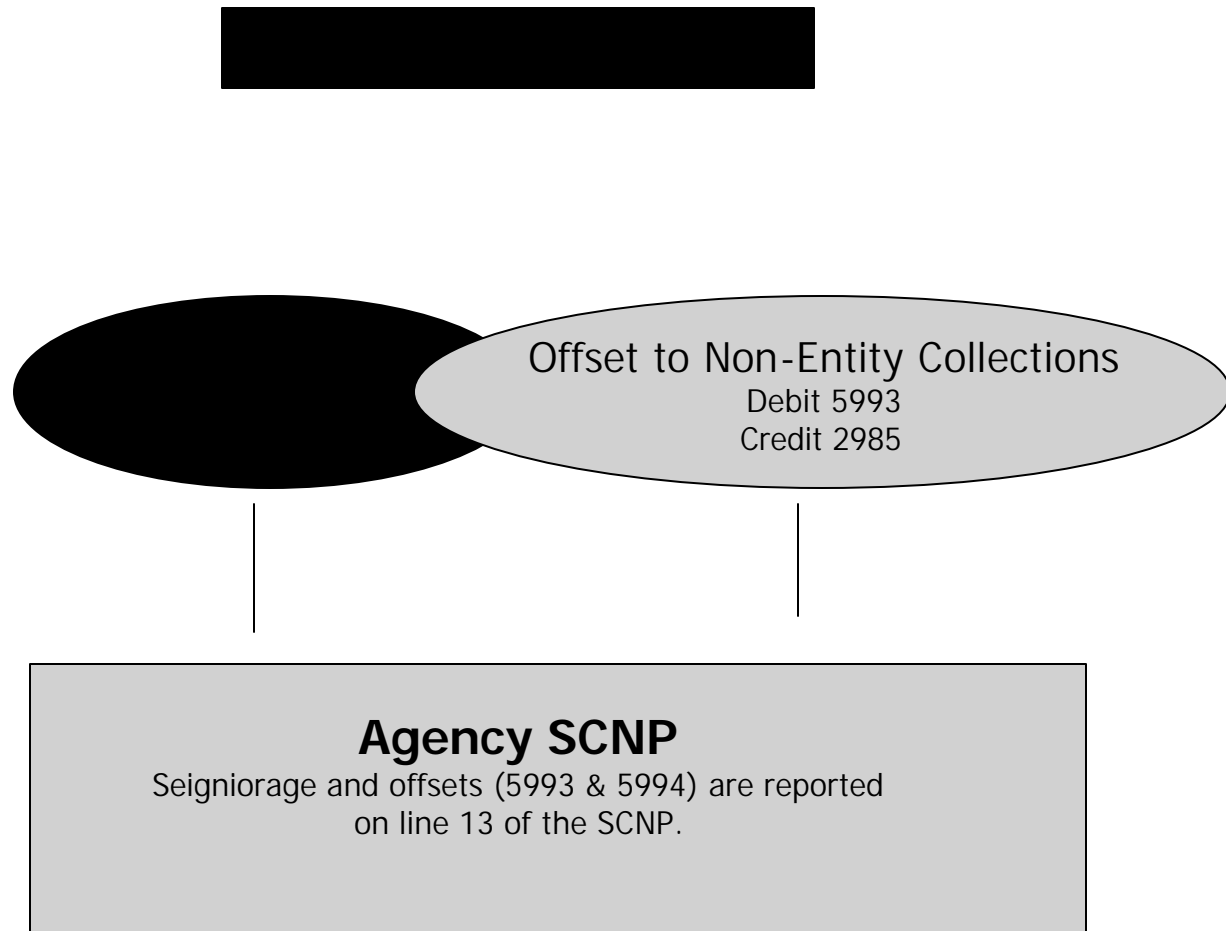 Offset to Non-Entity Collections
Debit 5993
Credit 2985
Agency SCNP
Seigniorage and offsets (5993 & 5994) are reported
on line 13 of the SCNP.